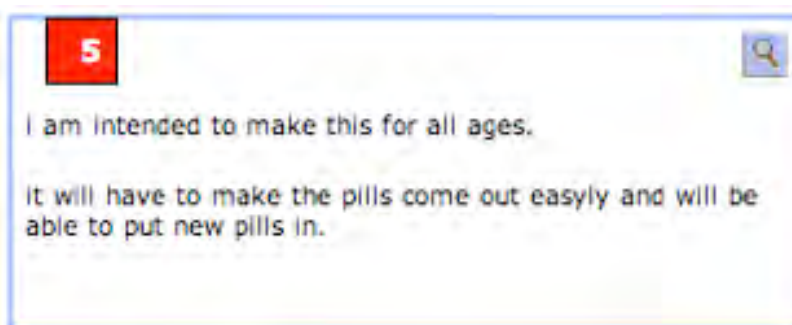 5
i am intended to make this for all ages.
it will have to make the pills come out easyly and will be
able to put new pills in.